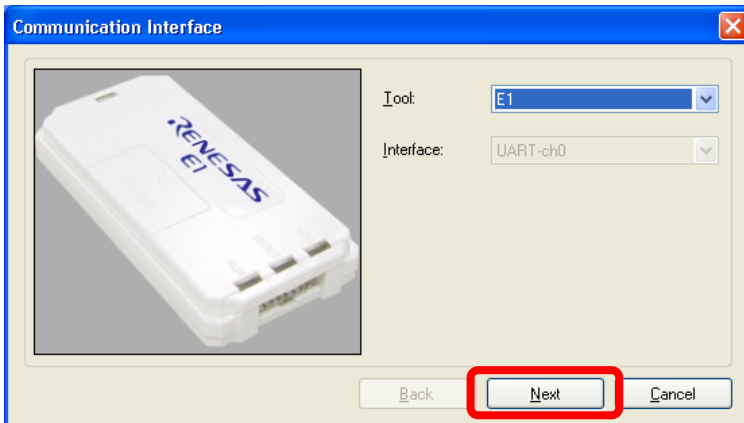 Communication Interface
RENESAS
E1
Tool:
E1
Interface:
UART-ch0
Back
Next
Cancel